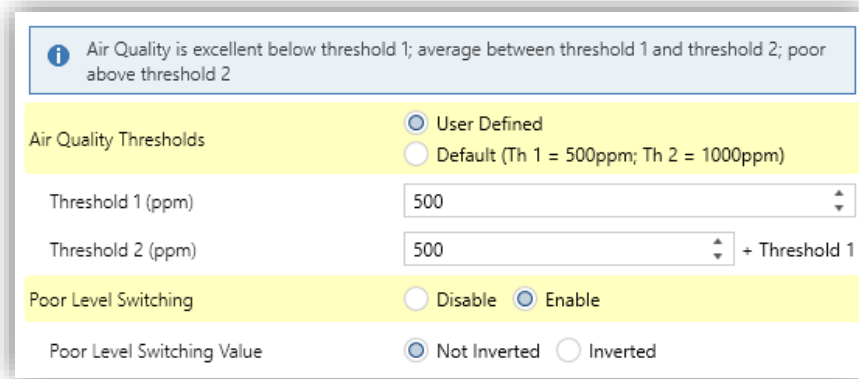 Air Quality is excellent below threshold 1; average between threshold 1 and threshold 2; poor
above threshold 2
Air Quality Thresholds
User Defined
Default (Th 1 = 500ppm; Th 2 = 1000ppm)
Threshold 1 (ppm)
500
Threshold 2 (ppm)
500
+ Threshold 1
Poor Level Switching
Disable
Enable
Poor Level Switching Value
Not Inverted
Inverted